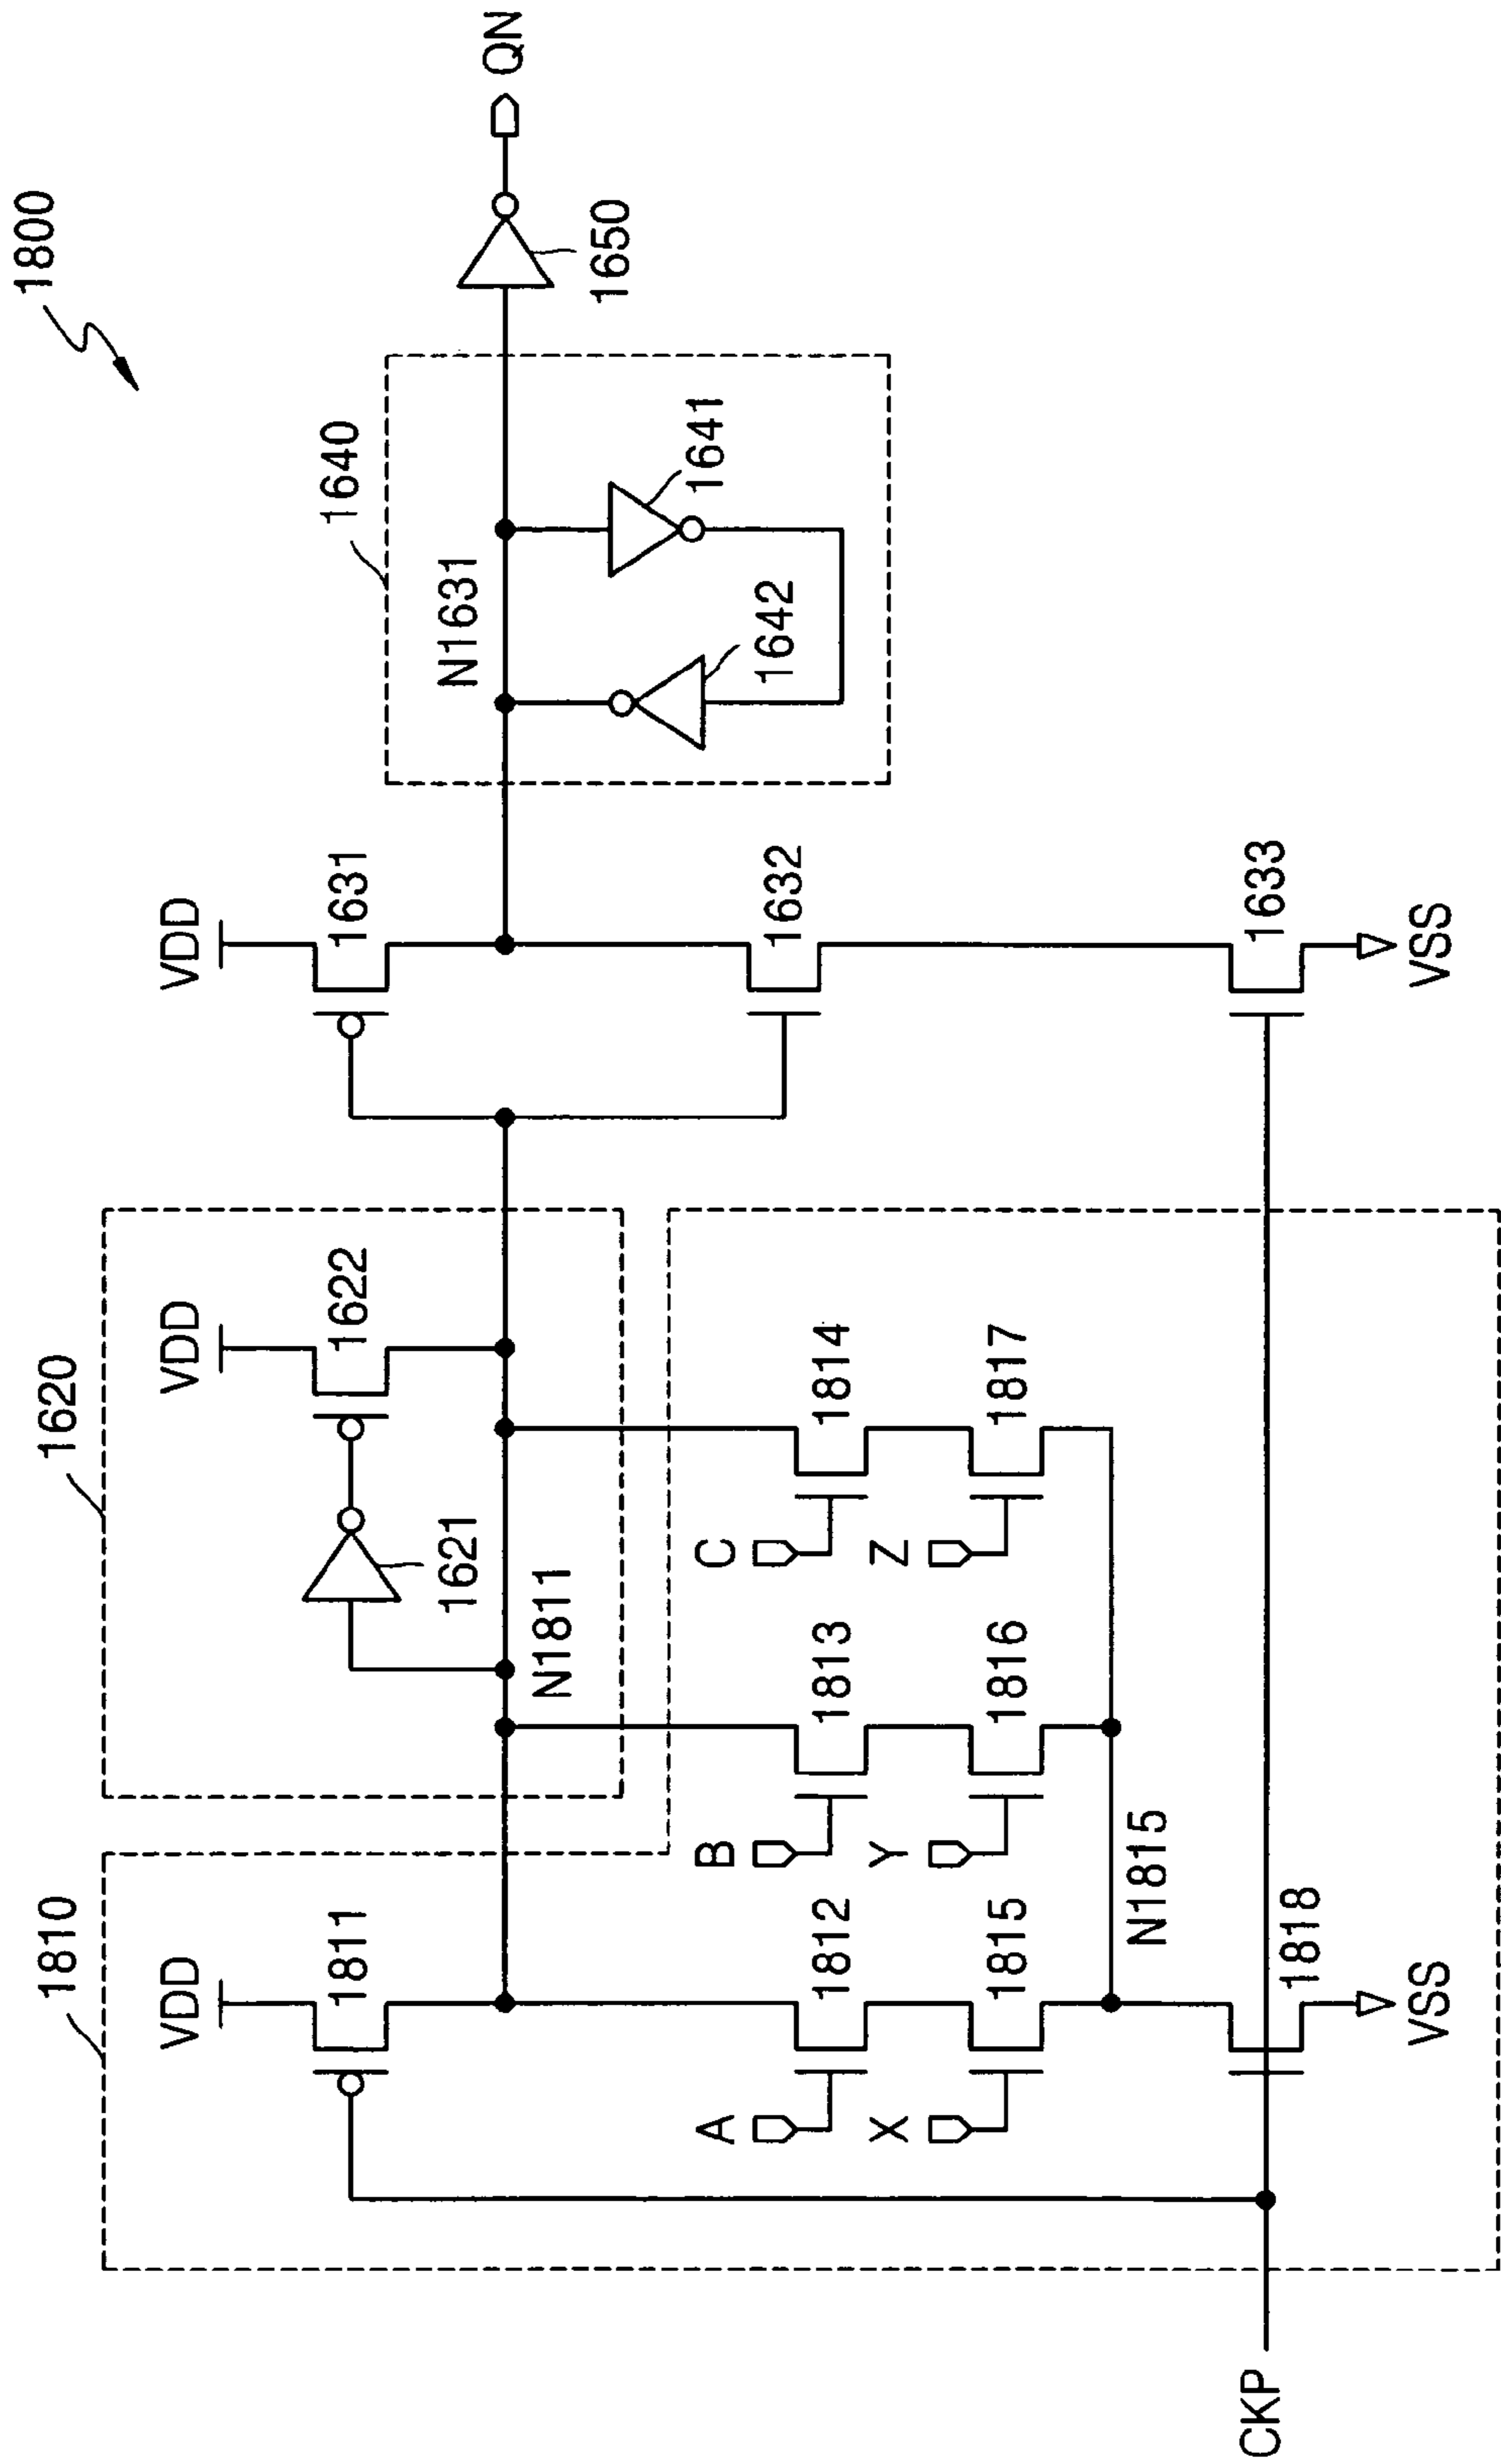 1800
1810
1620
VDD
1811
VDD
1622
VDD
1631
1640
1621
N1811
N1631
1642
1641
1650
QN
A
1812
B
1813
C
1814
1632
X
1815
Y
1816
Z
1817
N1815
CKP
1818
1633
VSS
VSS